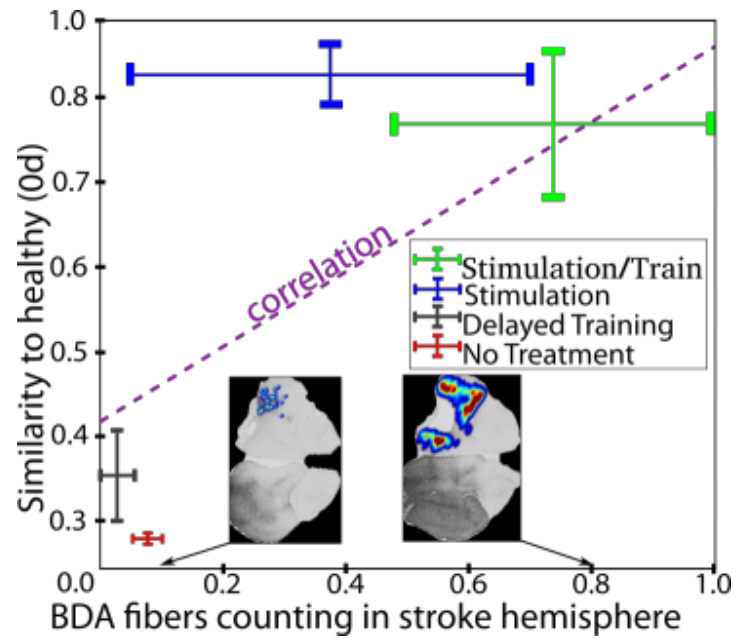 Similarity to healthy (0d)
1.0
0.8
0.7
0.6
0.5
0.4
0.3
0.0
correlation
Stimulation/Train
Stimulation
Delayed Training
No Treatment
0.2
0.4
0.6
0.8
1.0
BDA fibers counting in stroke hemisphere